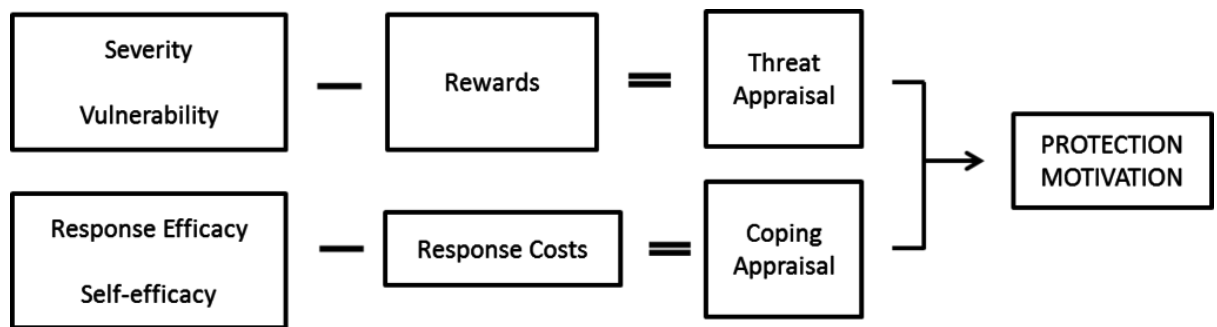 Severity
Vulnerability
Rewards
Threat
Appraisal
Response Efficacy
Self-efficacy
Response Costs
Coping
Appraisal
PROTECTION
MOTIVATION